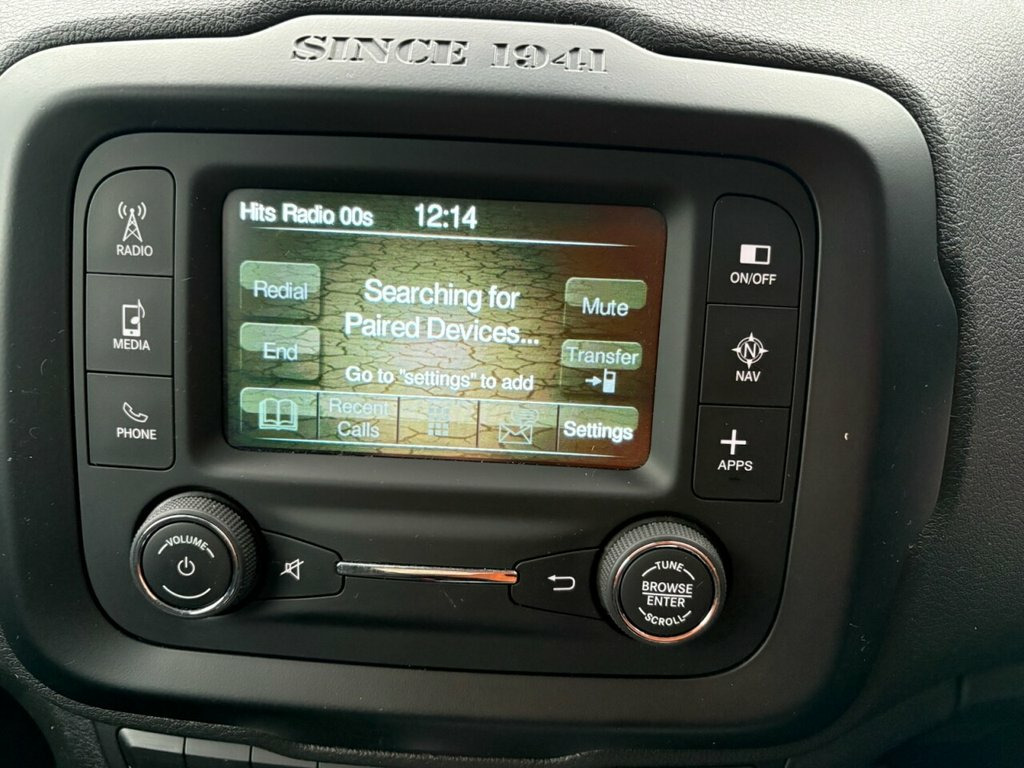 SINCE 1941
RADIO
MEDIA
PHONE
Hits Radio 00s 12:14
Redial
Searching for
Paired Devices...
Mute
End
Transfer
Go to "settings" to add
Recent
Calls
Settings
ON/OFF
N
NAV
APPS
VOLUME
TUNE
BROWSE
ENTER
SCROLL